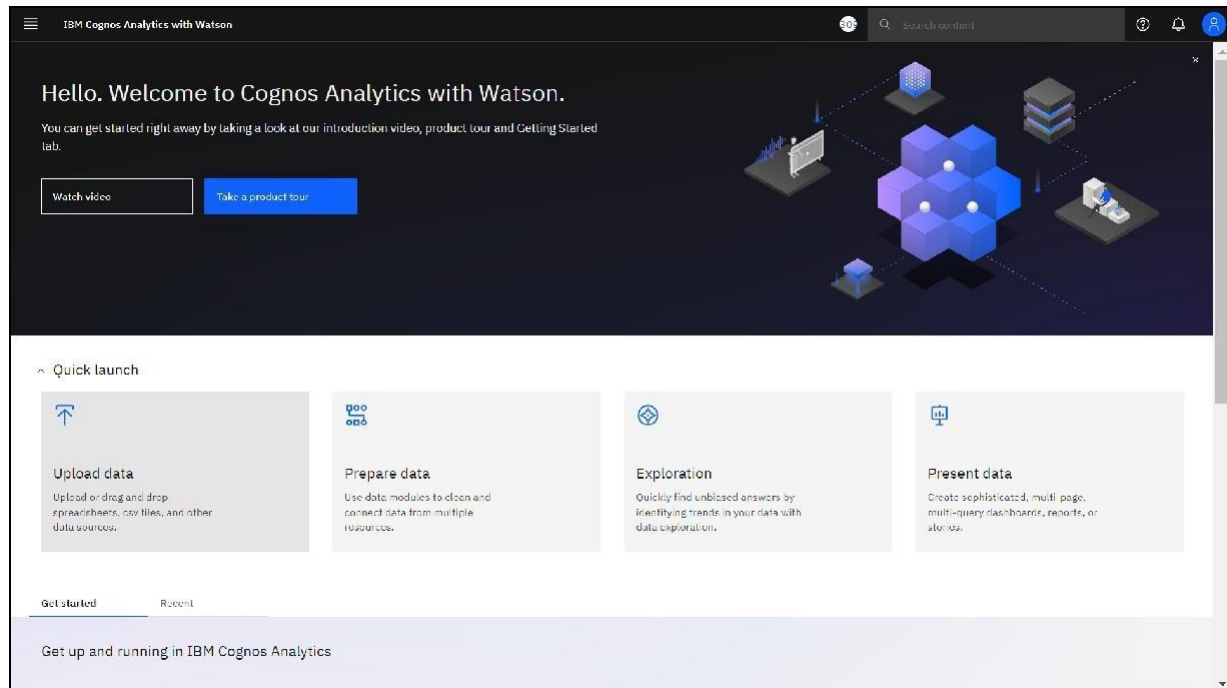 IBM Cognos Analytics with Watson
Search content
Hello. Welcome to Cognos Analytics with Watson.
You can get started right away by taking a look at our introduction video, product tour and Getting Started
tab.
Watch video
Take a product tour
Quick launch
Upload data
Upload or drag and drop
spreadsheets, csv files, and other
data sources.
Prepare data
Use data modules to clean and
connect data from multiple
resources.
Exploration
Quickly find unbiased answers by
identifying trends in your data with
data exploration.
Present data
Create sophisticated, multi-page,
multi-query dashboards, reports, or
stories.
Get started
Recent
Get up and running in IBM Cognos Analytics